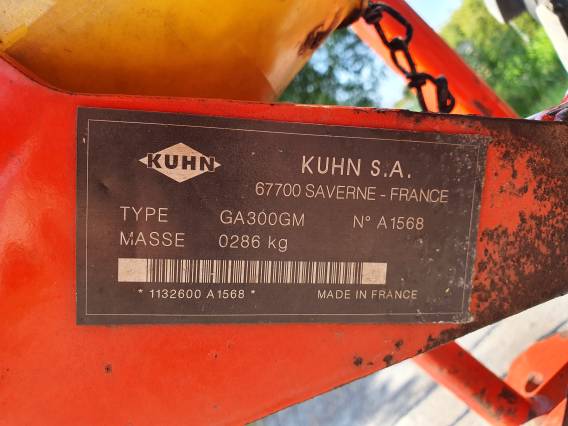 KUHN
KUHN S.A.
67700 SAVERNE - FRANCE
TYPE GA300GM N° A1568
MASSE 0286 kg
* 1132600 A1568 * MADE IN FRANCE